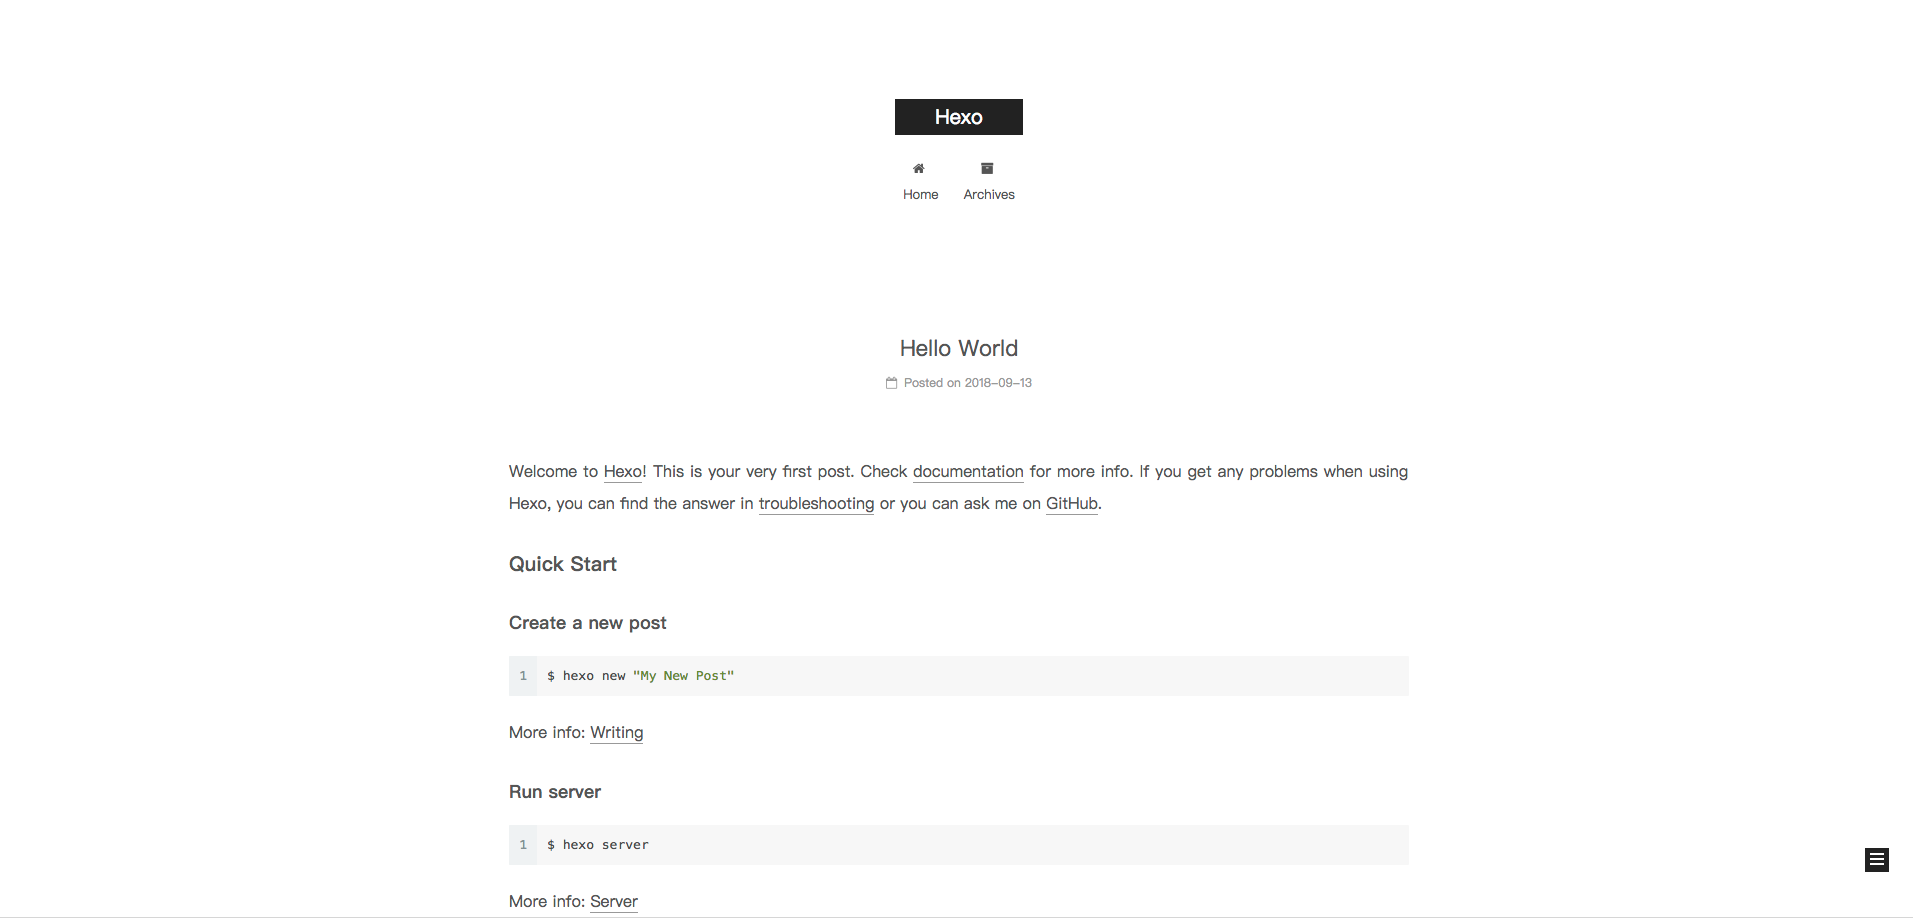 Hexo
Home Archives
Hello World
Posted on 2018-09-13
Welcome to Hexo! This is your very first post. Check documentation for more info. If you get any problems when using
Hexo, you can find the answer in troubleshooting or you can ask me on GitHub.
Quick Start
Create a new post
1 $ hexo new "My New Post"
More info: Writing
Run server
1 $ hexo server
More info: Server